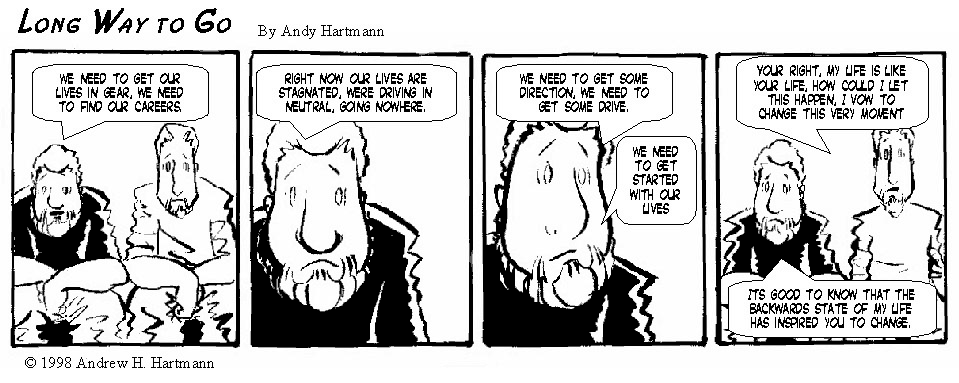 LONG WAY TO GO
By Andy Hartmann
WE NEED TO GET OUR
LIVES IN GEAR, WE NEED
TO FIND OUR CAREERS.
RIGHT NOW OUR LIVES ARE
STAGNATED, WERE DRIVING IN
NEUTRAL, GOING NOWHERE.
WE NEED TO GET SOME
DIRECTION, WE NEED TO
GET SOME DRIVE.
WE NEED
TO GET
STARTED
WITH OUR
LIVES
YOUR RIGHT, MY LIFE IS LIKE
YOUR LIFE, HOW COULD I LET
THIS HAPPEN, I VOW TO
CHANGE THIS VERY MOMENT
ITS GOOD TO KNOW THAT THE
BACKWARDS STATE OF MY LIFE
HAS INSPIRED YOU TO CHANGE.
© 1998 Andrew H. Hartmann